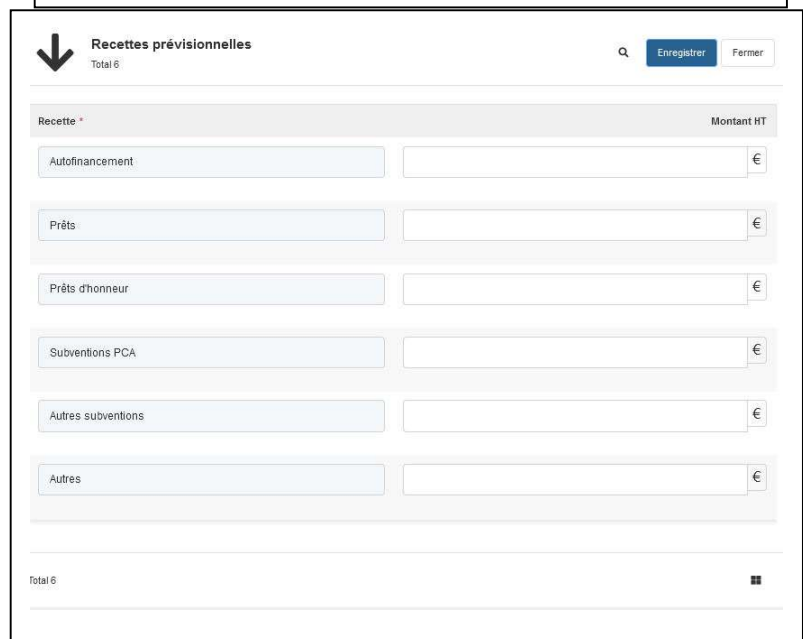 Recettes prévisionnelles
Total 6
Enregistrer
Fermer
Recette *
Montant HT
Autofinancement
€
Prêts
€
Prêts d'honneur
€
Subventions PCA
€
Autres subventions
€
Autres
€
Total 6